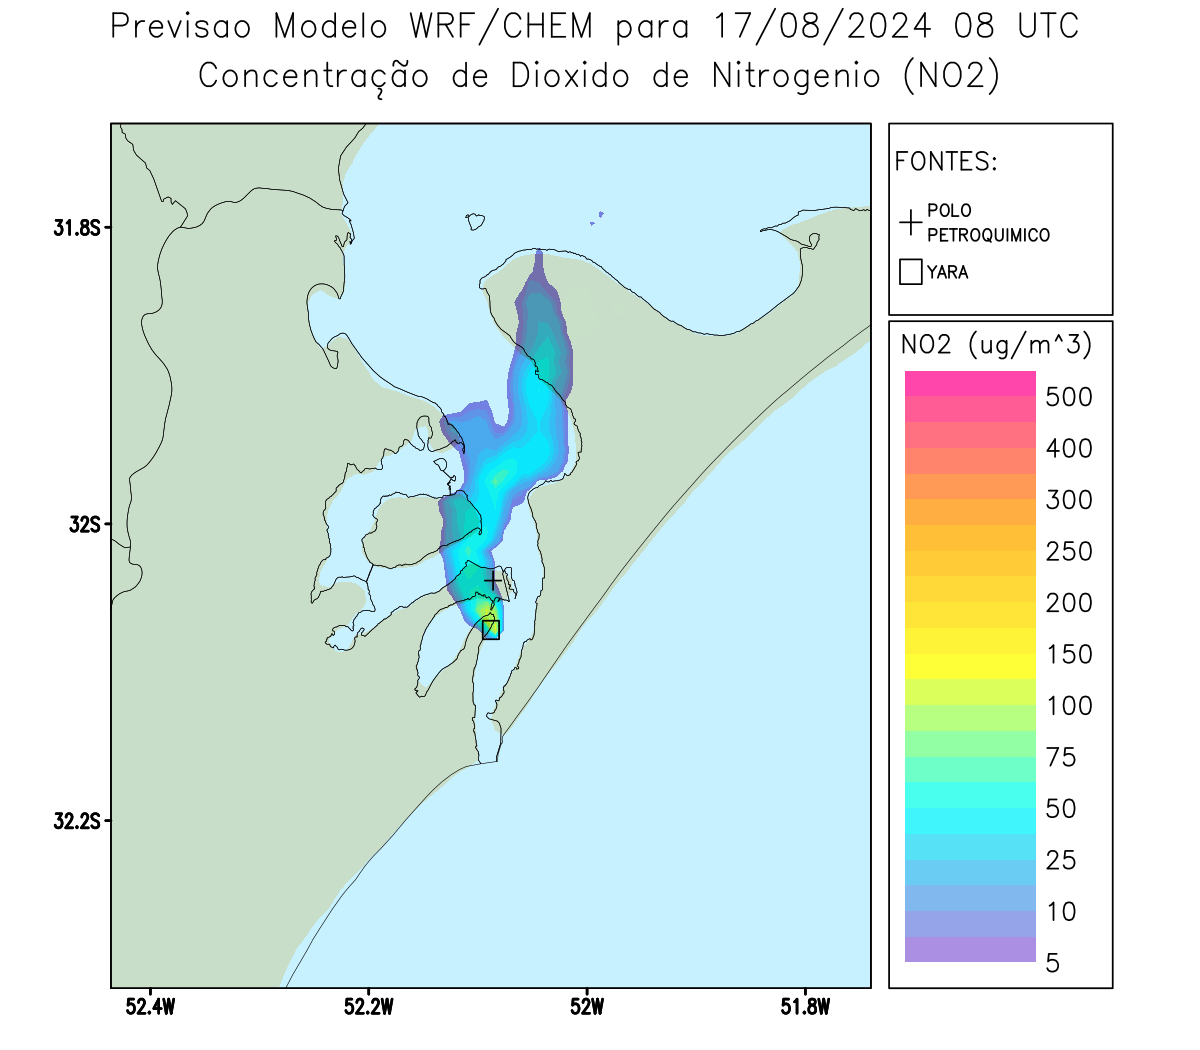 Previsao Modelo WRF/CHEM para 17/08/2024 08 UTC
Concentração de Dioxido de Nitrogenio (NO2)
FONTES:
POLO
PETROQUIMICO
YARA
NO2 (ug/m^3)
500
400
300
250
200
150
100
75
50
25
10
5
31.8S
32S
32.2S
52.4W
52.2W
52W
51.8W